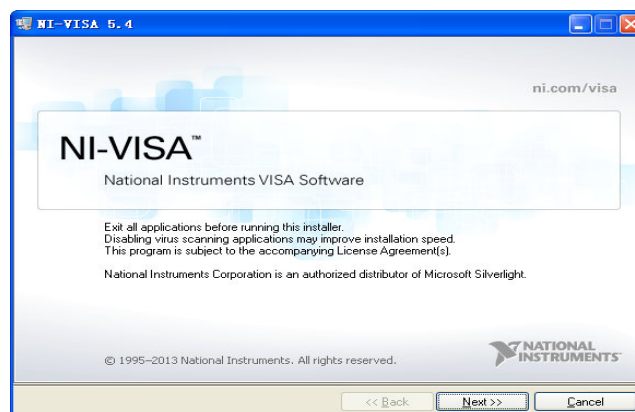 NI-VISA 5.4
ni.com/visa
NI-VISA™
National Instruments VISA Software
Exit all applications before running this installer.
Disabling virus scanning applications may improve installation speed.
This program is subject to the accompanying License Agreement(s).
National Instruments Corporation is an authorized distributor of Microsoft Silverlight.
© 1995–2013 National Instruments. All rights reserved.
NATIONAL
INSTRUMENTS™
<< Back Next >> Cancel